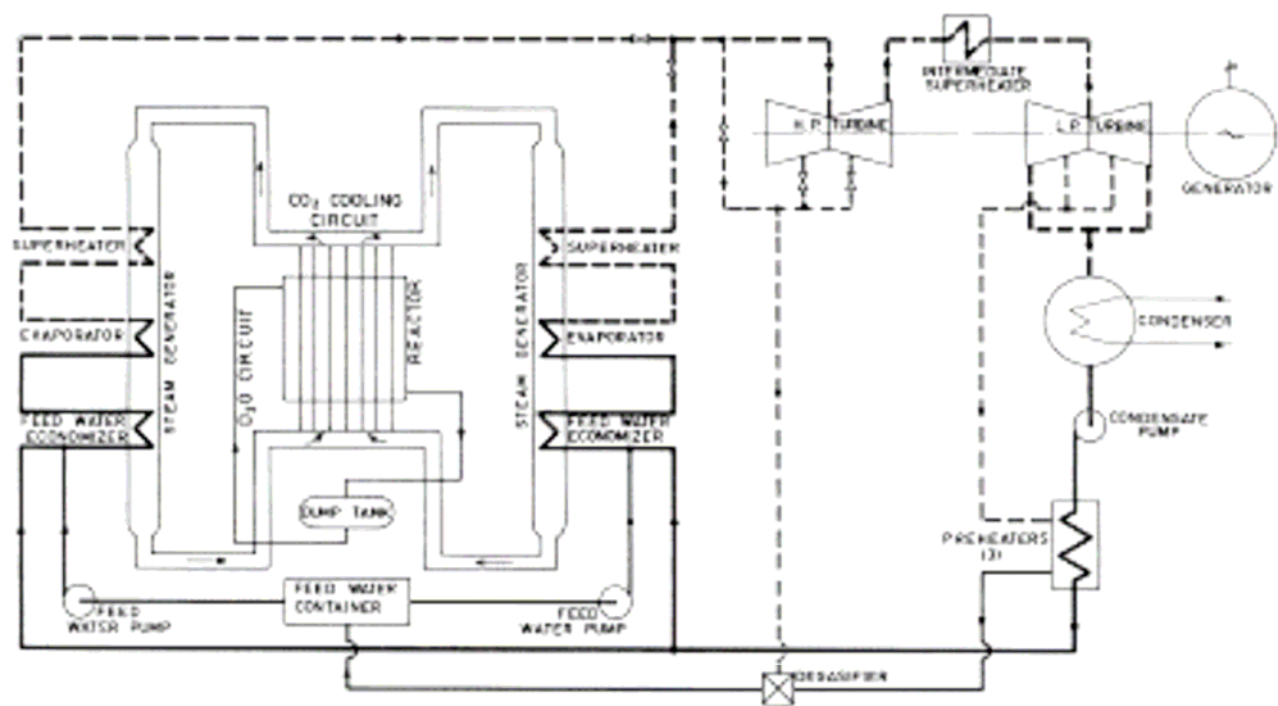 INTERMEDIATE
SUPERHEATER
H.P. TURBINE
L.P. TURBINE
GENERATOR
CO₂ COOLING
CIRCUIT
SUPERHEATER
SUPERHEATER
STEAM GENERATOR
D₂O CIRCUIT
REACTOR
STEAM GENERATOR
EVAPORATOR
EVAPORATOR
CONDENSER
FEED WATER
ECONOMIZER
FEED WATER
ECONOMIZER
CONDENSATE
PUMP
DUMP TANK
PREHEATERS
(3)
FEED WATER
CONTAINER
FEED
WATER PUMP
FEED
WATER PUMP
DEGASIFIER